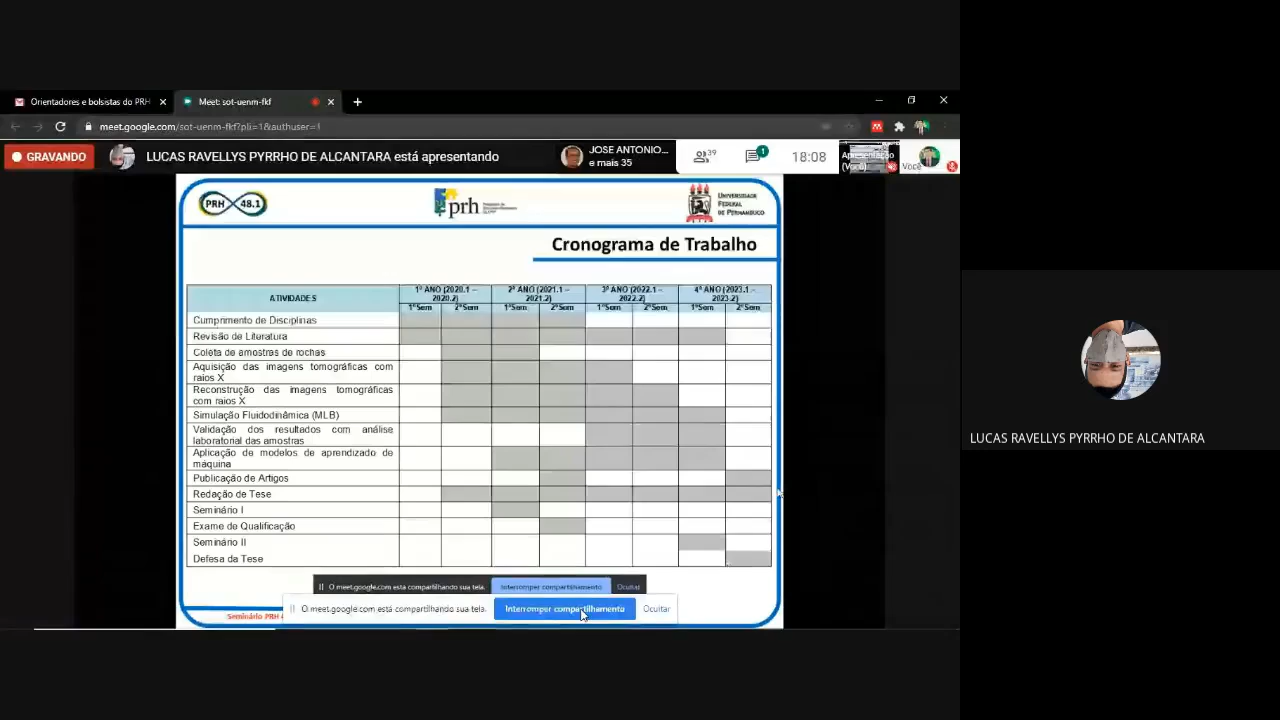 Orientadores e bolsistas do PRH
Meet: sot-uenm-fkf
meet.google.com/sot-uenm-fkf?pli=1&authuser=1
GRAVANDO
LUCAS RAVELLYS PYRRHO DE ALCANTARA está apresentando
JOSE ANTONIO...
e mais 35
39
1
18:08
Apresentação
(Você)
Você
PRH 48.1
prh
UNIVERSIDADE
FEDERAL
DE PERNAMBUCO
Cronograma de Trabalho
ATIVIDADES
1º ANO (2020.1 – 2020.2)
2º ANO (2021.1 – 2021.2)
3º ANO (2022.1 – 2022.2)
4º ANO (2023.1 – 2023.2)
1ºSem 2ºSem 1ºSem 2ºSem 1ºSem 2ºSem 1ºSem 2ºSem
Cumprimento de Disciplinas
Revisão de Literatura
Coleta de amostras de rochas
Aquisição das imagens tomográficas com
raios X
Reconstrução das imagens tomográficas
com raios X
Simulação Fluidodinâmica (MLB)
Validação dos resultados com análise
laboratorial das amostras
Aplicação de modelos de aprendizado de
máquina
Publicação de Artigos
Redação de Tese
Seminário I
Exame de Qualificação
Seminário II
Defesa da Tese
O meet.google.com está compartilhando sua tela. Interromper compartilhamento Ocultar
O meet.google.com está compartilhando sua tela. Interromper compartilhamento Ocultar
Seminário PRH
LUCAS RAVELLYS PYRRHO DE ALCANTARA